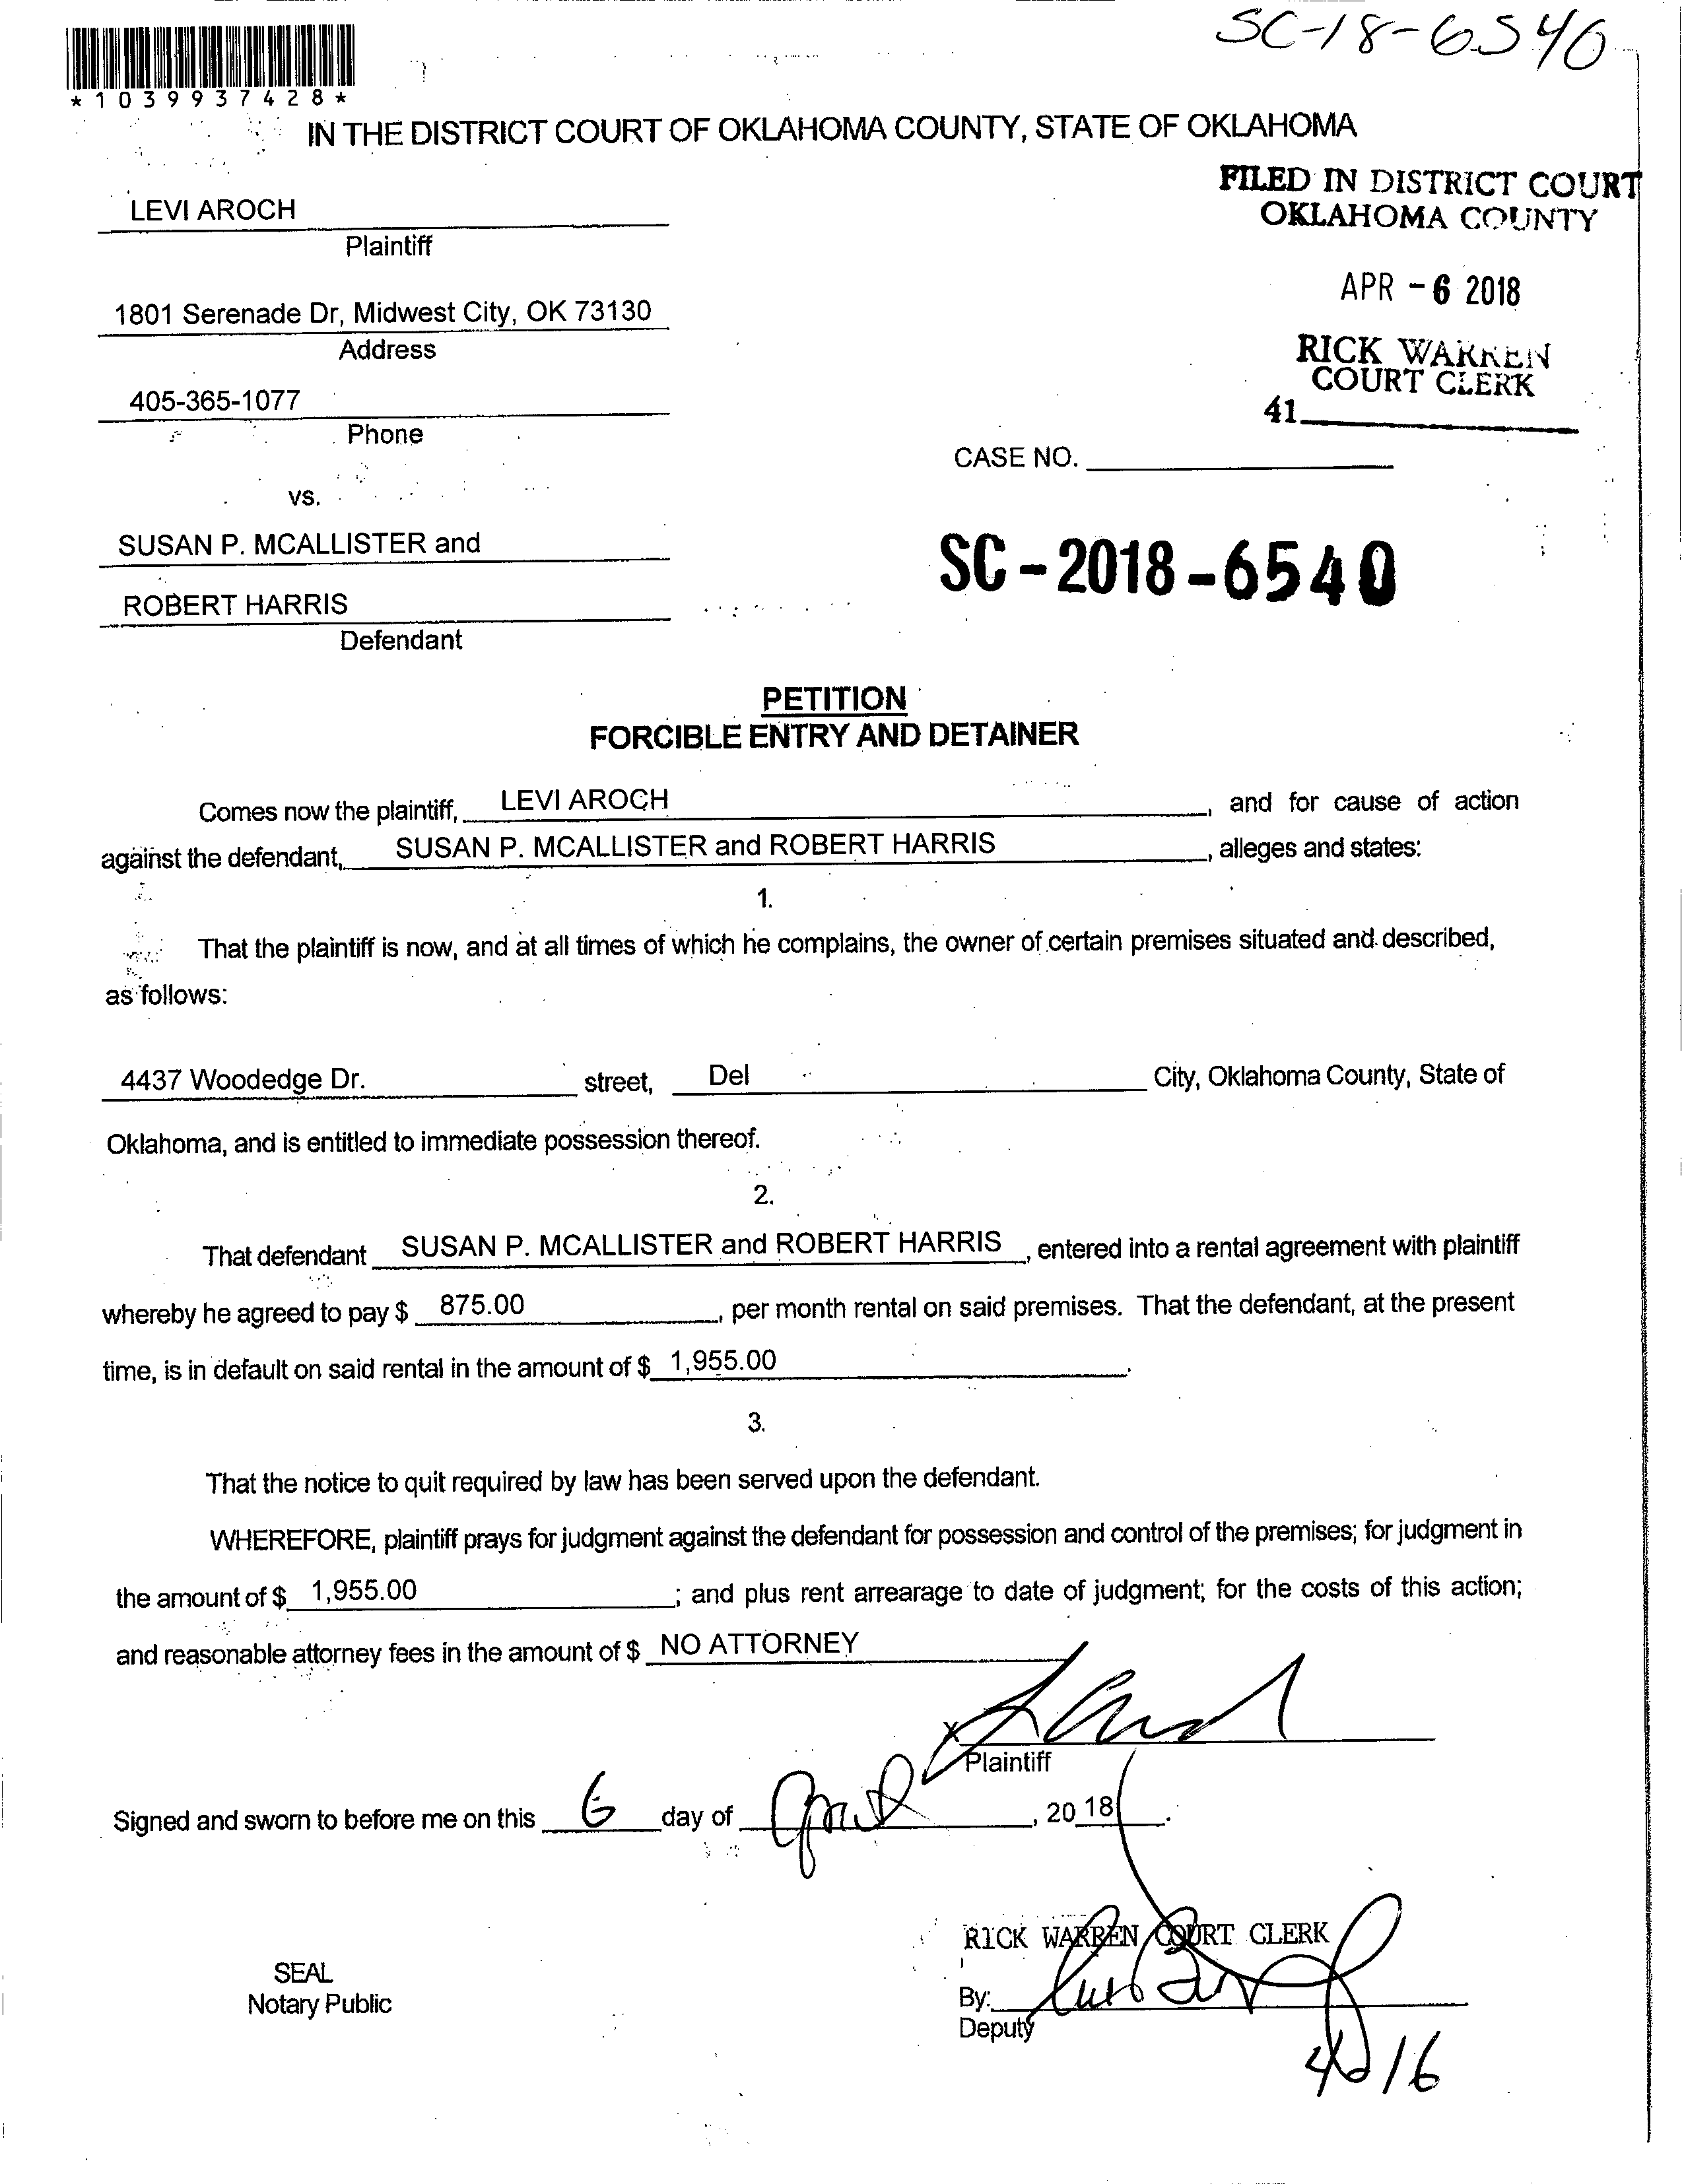 SC-18-6540
*1039937428*
IN THE DISTRICT COURT OF OKLAHOMA COUNTY, STATE OF OKLAHOMA
FILED IN DISTRICT COURT
OKLAHOMA COUNTY
LEVI AROCH
Plaintiff
APR -6 2018
1801 Serenade Dr, Midwest City, OK 73130
Address
RICK WARREN
COURT CLERK
405-365-1077
41
Phone
CASE NO.
vs.
SUSAN P. MCALLISTER and
SC-2018-6540
ROBERT HARRIS
Defendant
PETITION
FORCIBLE ENTRY AND DETAINER
Comes now the plaintiff, LEVI AROCH, and for cause of action
against the defendant, SUSAN P. MCALLISTER and ROBERT HARRIS, alleges and states:
1.
That the plaintiff is now, and at all times of which he complains, the owner of certain premises situated and described,
as follows:
4437 Woodedge Dr. street, Del City, Oklahoma County, State of
Oklahoma, and is entitled to immediate possession thereof.
2.
That defendant SUSAN P. MCALLISTER and ROBERT HARRIS, entered into a rental agreement with plaintiff
whereby he agreed to pay $ 875.00, per month rental on said premises. That the defendant, at the present
time, is in default on said rental in the amount of $ 1,955.00.
3.
That the notice to quit required by law has been served upon the defendant.
WHEREFORE, plaintiff prays for judgment against the defendant for possession and control of the premises; for judgment in
the amount of $ 1,955.00; and plus rent arrearage to date of judgment; for the costs of this action;
and reasonable attorney fees in the amount of $ NO ATTORNEY
X
Plaintiff
Signed and sworn to before me on this 6 day of April, 2018.
RICK WARREN COURT CLERK
SEAL
Notary Public
By:
Deputy